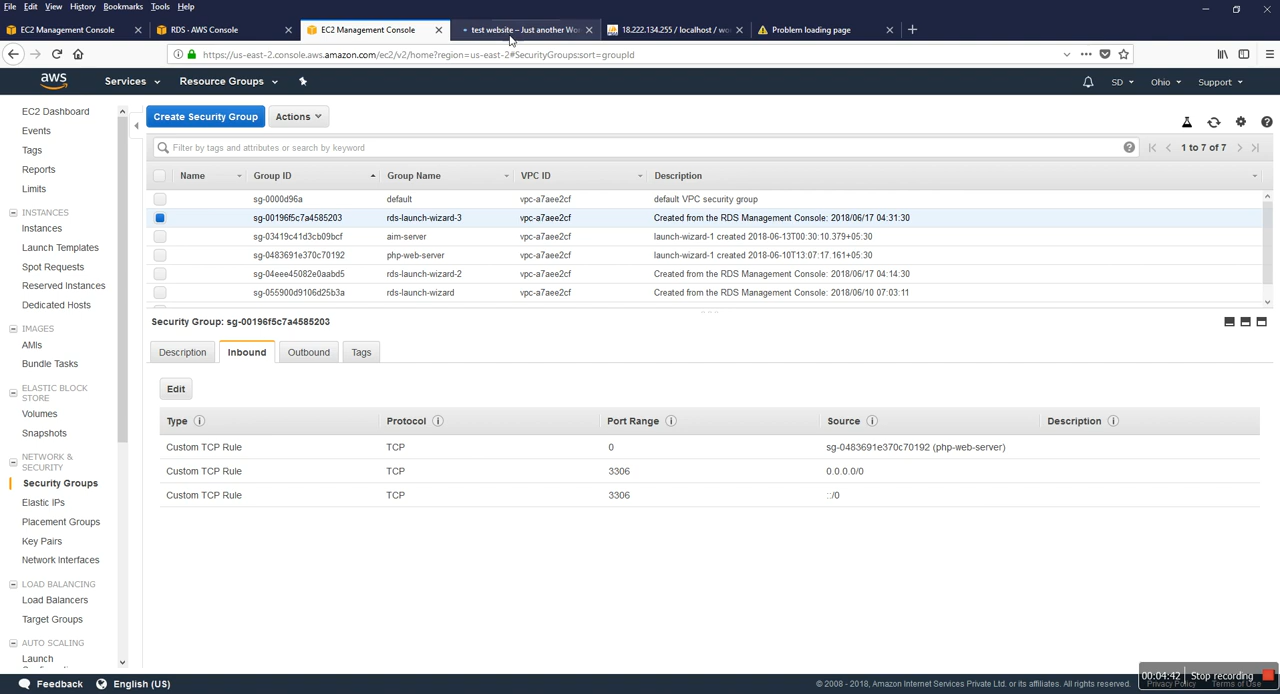 File Edit View History Bookmarks Tools Help
EC2 Management Console RDS · AWS Console EC2 Management Console test website – Just another Wo 18.222.134.255 / localhost / wo Problem loading page
https://us-east-2.console.aws.amazon.com/ec2/v2/home?region=us-east-2#SecurityGroups:sort=groupId
aws Services Resource Groups SD Ohio Support
EC2 Dashboard
Events
Tags
Reports
Limits
INSTANCES
Instances
Launch Templates
Spot Requests
Reserved Instances
Dedicated Hosts
IMAGES
AMIs
Bundle Tasks
ELASTIC BLOCK
STORE
Volumes
Snapshots
NETWORK &
SECURITY
Security Groups
Elastic IPs
Placement Groups
Key Pairs
Network Interfaces
LOAD BALANCING
Load Balancers
Target Groups
AUTO SCALING
Launch
Create Security Group Actions
Filter by tags and attributes or search by keyword 1 to 7 of 7
Name Group ID Group Name VPC ID Description
sg-0000d96a default vpc-a7aee2cf default VPC security group
sg-00196f5c7a4585203 rds-launch-wizard-3 vpc-a7aee2cf Created from the RDS Management Console: 2018/06/17 04:31:30
sg-03419c41d3cb09bcf aim-server vpc-a7aee2cf launch-wizard-1 created 2018-06-13T00:30:10.379+05:30
sg-0483691e370c70192 php-web-server vpc-a7aee2cf launch-wizard-1 created 2018-06-10T13:07:17.161+05:30
sg-04eee45082e0aabd5 rds-launch-wizard-2 vpc-a7aee2cf Created from the RDS Management Console: 2018/06/17 04:14:30
sg-055900d9106d25b3a rds-launch-wizard vpc-a7aee2cf Created from the RDS Management Console: 2018/06/10 07:03:11
Security Group: sg-00196f5c7a4585203
Description Inbound Outbound Tags
Edit
Type Protocol Port Range Source Description
Custom TCP Rule TCP 0 sg-0483691e370c70192 (php-web-server)
Custom TCP Rule TCP 3306 0.0.0.0/0
Custom TCP Rule TCP 3306 ::/0
Feedback English (US) © 2008 - 2018, Amazon Internet Services Private Ltd. or its affiliates. All rights reserved. Privacy Policy Terms of Use
00:04:42 Stop recording